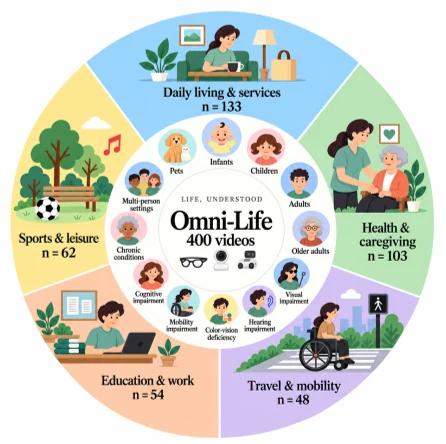 Daily living & services
n = 133
Health &
caregiving
n = 103
Travel & mobility
n = 48
Education & work
n = 54
Sports & leisure
n = 62
Pets
Infants
Children
Adults
Older adults
Visual
impairment
Hearing
impairment
Color-vision
deficiency
Mobility
impairment
Cognitive
impairment
Chronic
conditions
Multi-person
settings
LIFE, UNDERSTOOD
Omni-Life
400 videos